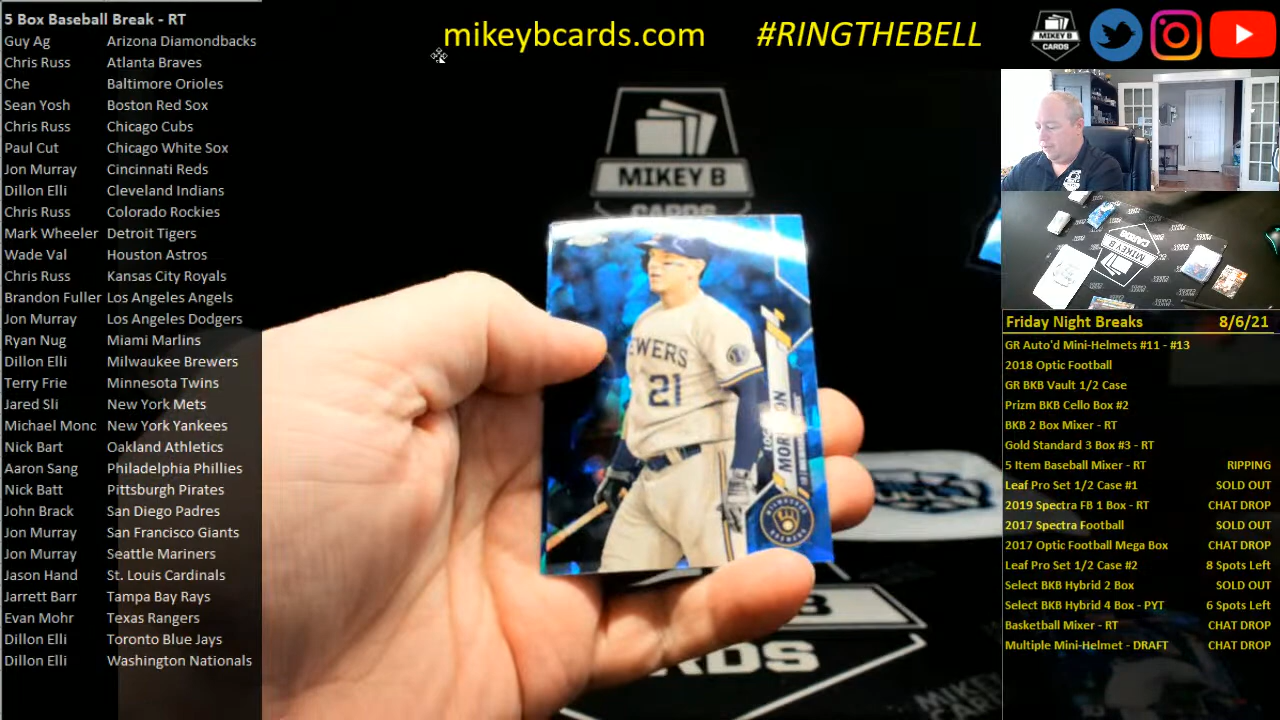 5 Box Baseball Break - RT
Guy Ag Arizona Diamondbacks
Chris Russ Atlanta Braves
Che Baltimore Orioles
Sean Yosh Boston Red Sox
Chris Russ Chicago Cubs
Paul Cut Chicago White Sox
Jon Murray Cincinnati Reds
Dillon Elli Cleveland Indians
Chris Russ Colorado Rockies
Mark Wheeler Detroit Tigers
Wade Val Houston Astros
Chris Russ Kansas City Royals
Brandon Fuller Los Angeles Angels
Jon Murray Los Angeles Dodgers
Ryan Nug Miami Marlins
Dillon Elli Milwaukee Brewers
Terry Frie Minnesota Twins
Jared Sli New York Mets
Michael Monc New York Yankees
Nick Bart Oakland Athletics
Aaron Sang Philadelphia Phillies
Nick Batt Pittsburgh Pirates
John Brack San Diego Padres
Jon Murray San Francisco Giants
Jon Murray Seattle Mariners
Jason Hand St. Louis Cardinals
Jarrett Barr Tampa Bay Rays
Evan Mohr Texas Rangers
Dillon Elli Toronto Blue Jays
Dillon Elli Washington Nationals
mikeybcards.com #RINGTHEBELL
MIKEY B
CARDS
MIKEY B
CARDS
EWERS
21
CARDS
Friday Night Breaks 8/6/21
GR Auto'd Mini-Helmets #11 - #13
2018 Optic Football
GR BKB Vault 1/2 Case
Prizm BKB Cello Box #2
BKB 2 Box Mixer - RT
Gold Standard 3 Box #3 - RT
5 Item Baseball Mixer - RT RIPPING
Leaf Pro Set 1/2 Case #1 SOLD OUT
2019 Spectra FB 1 Box - RT CHAT DROP
2017 Spectra Football SOLD OUT
2017 Optic Football Mega Box CHAT DROP
Leaf Pro Set 1/2 Case #2 8 Spots Left
Select BKB Hybrid 2 Box SOLD OUT
Select BKB Hybrid 4 Box - PYT 6 Spots Left
Basketball Mixer - RT CHAT DROP
Multiple Mini-Helmet - DRAFT CHAT DROP